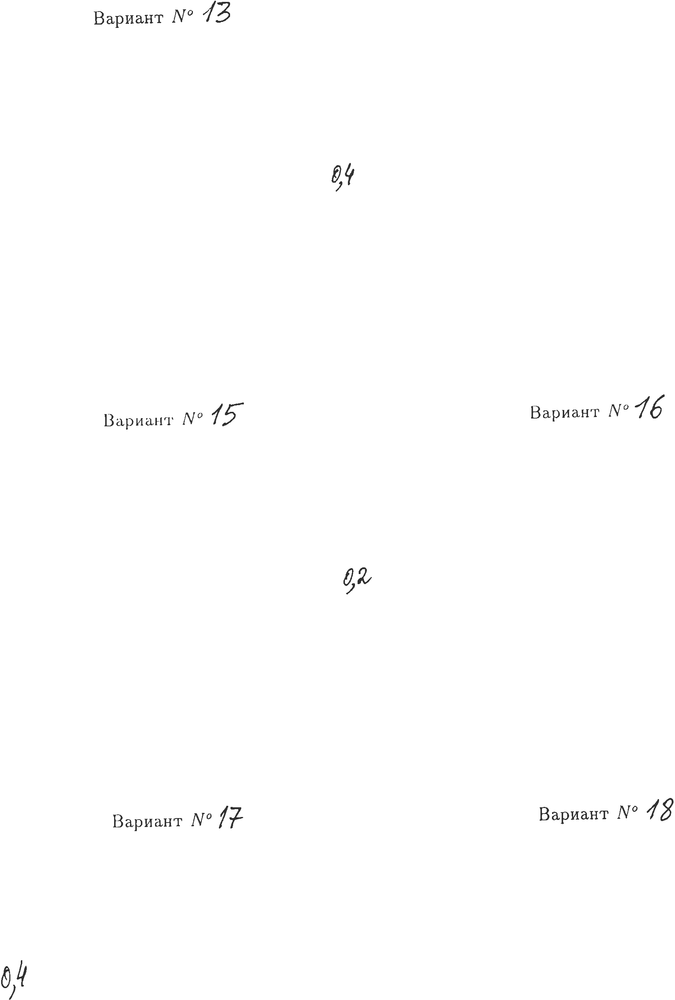 Вариант № 13
0,4
Вариант № 15
Вариант № 16
0,2
Вариант № 17
Вариант № 18
0,4